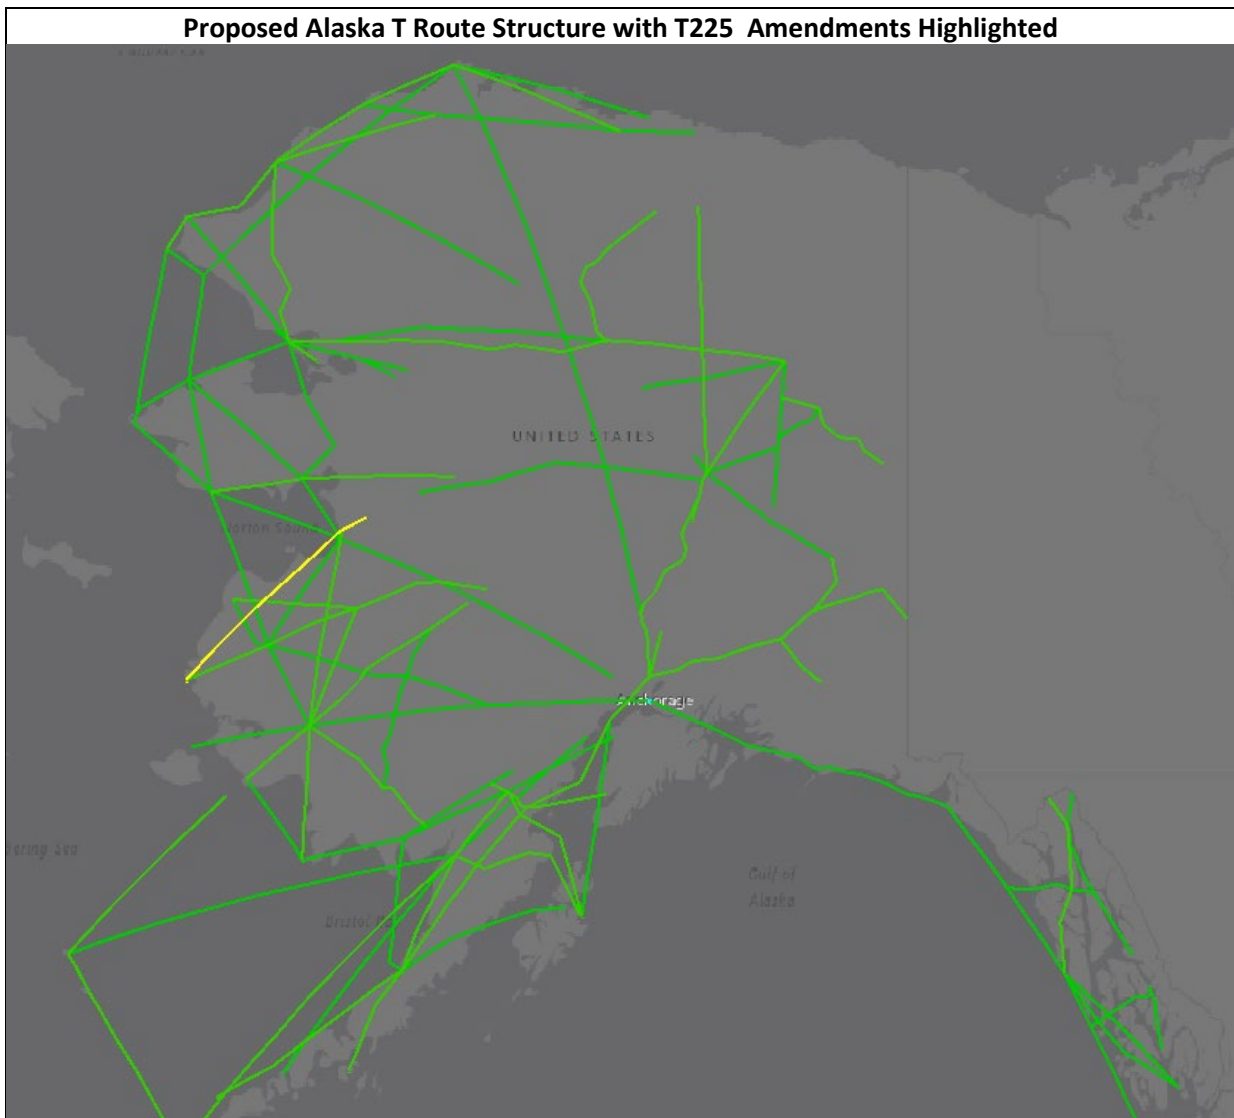 Proposed Alaska T Route Structure with T225 Amendments Highlighted
UNITED STATES
Norton Sound
Anchorage
Bering Sea
Gulf of
Alaska
Bristol